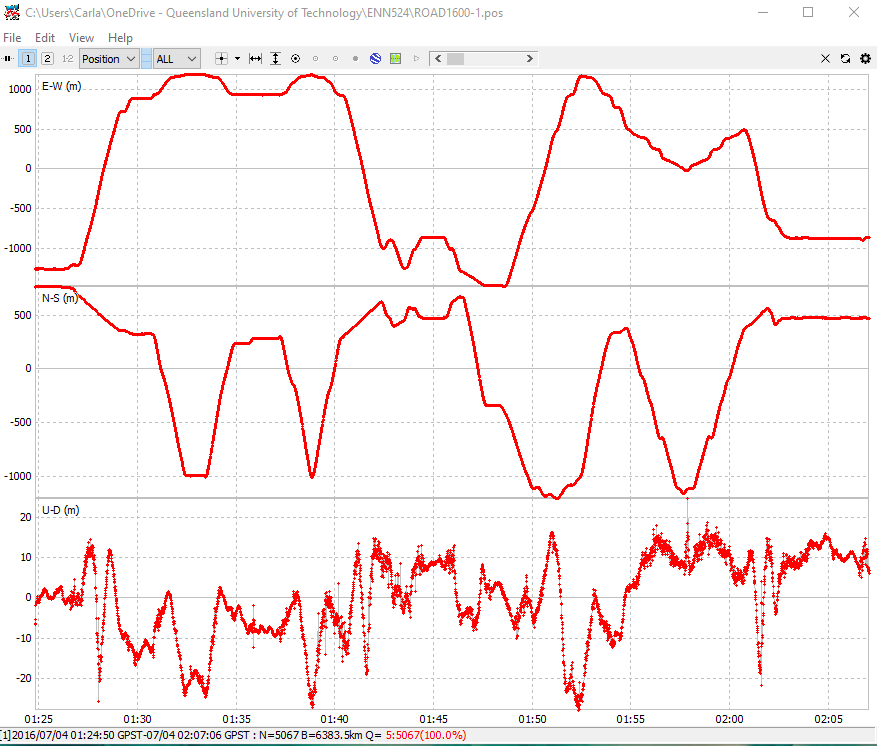 C:\Users\Carla\OneDrive - Queensland University of Technology\ENN524\ROAD1600-1.pos
File Edit View Help
1 2 1-2 Position ALL
E-W (m)
1000
500
0
-500
-1000
N-S (m)
500
0
-500
-1000
U-D (m)
20
10
0
-10
-20
01:25 01:30 01:35 01:40 01:45 01:50 01:55 02:00 02:05
[1]2016/07/04 01:24:50 GPST-07/04 02:07:06 GPST : N=5067 B=6383.5km Q= 5:5067(100.0%)